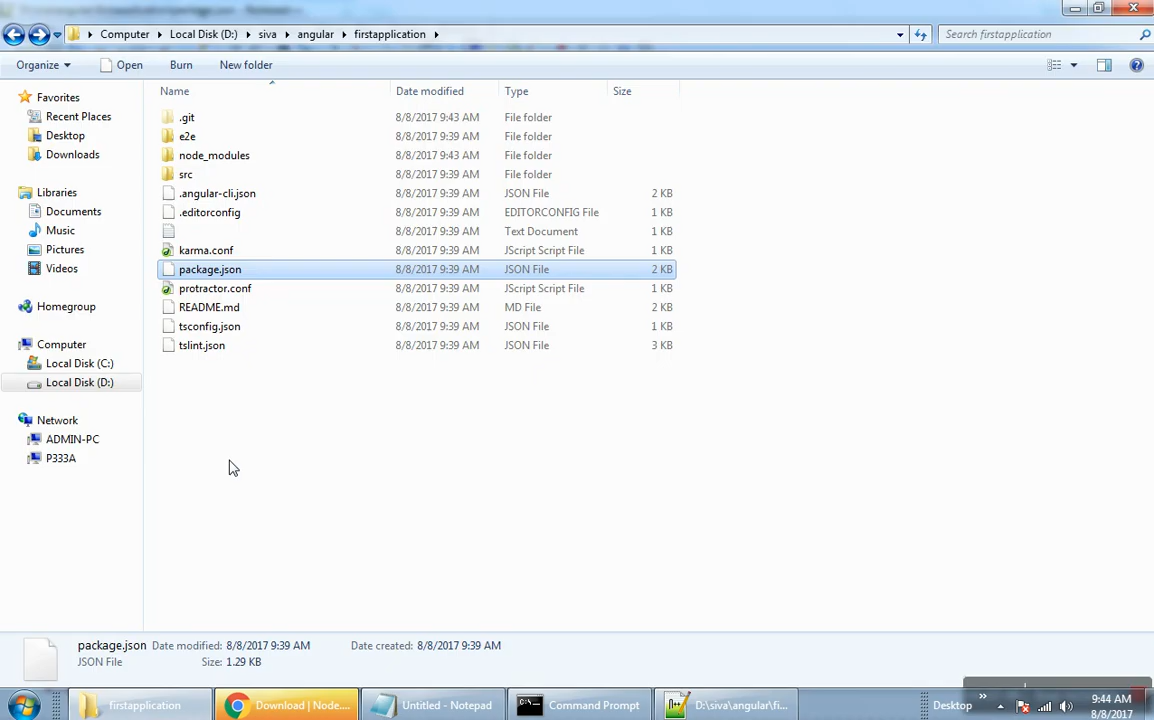 Computer Local Disk (D:) siva angular firstapplication
Search firstapplication
Organize Open Burn New folder
Name Date modified Type Size
Favorites
Recent Places
Desktop
Downloads
Libraries
Documents
Music
Pictures
Videos
Homegroup
Computer
Local Disk (C:)
Local Disk (D:)
Network
ADMIN-PC
P333A
.git 8/8/2017 9:43 AM File folder
e2e 8/8/2017 9:39 AM File folder
node_modules 8/8/2017 9:43 AM File folder
src 8/8/2017 9:39 AM File folder
.angular-cli.json 8/8/2017 9:39 AM JSON File 2 KB
.editorconfig 8/8/2017 9:39 AM EDITORCONFIG File 1 KB
8/8/2017 9:39 AM Text Document 1 KB
karma.conf 8/8/2017 9:39 AM JScript Script File 1 KB
package.json 8/8/2017 9:39 AM JSON File 2 KB
protractor.conf 8/8/2017 9:39 AM JScript Script File 1 KB
README.md 8/8/2017 9:39 AM MD File 2 KB
tsconfig.json 8/8/2017 9:39 AM JSON File 1 KB
tslint.json 8/8/2017 9:39 AM JSON File 3 KB
package.json Date modified: 8/8/2017 9:39 AM Date created: 8/8/2017 9:39 AM
JSON File Size: 1.29 KB
firstapplication Download | Node.... Untitled - Notepad Command Prompt D:\siva\angular\fi... Desktop 9:44 AM
8/8/2017